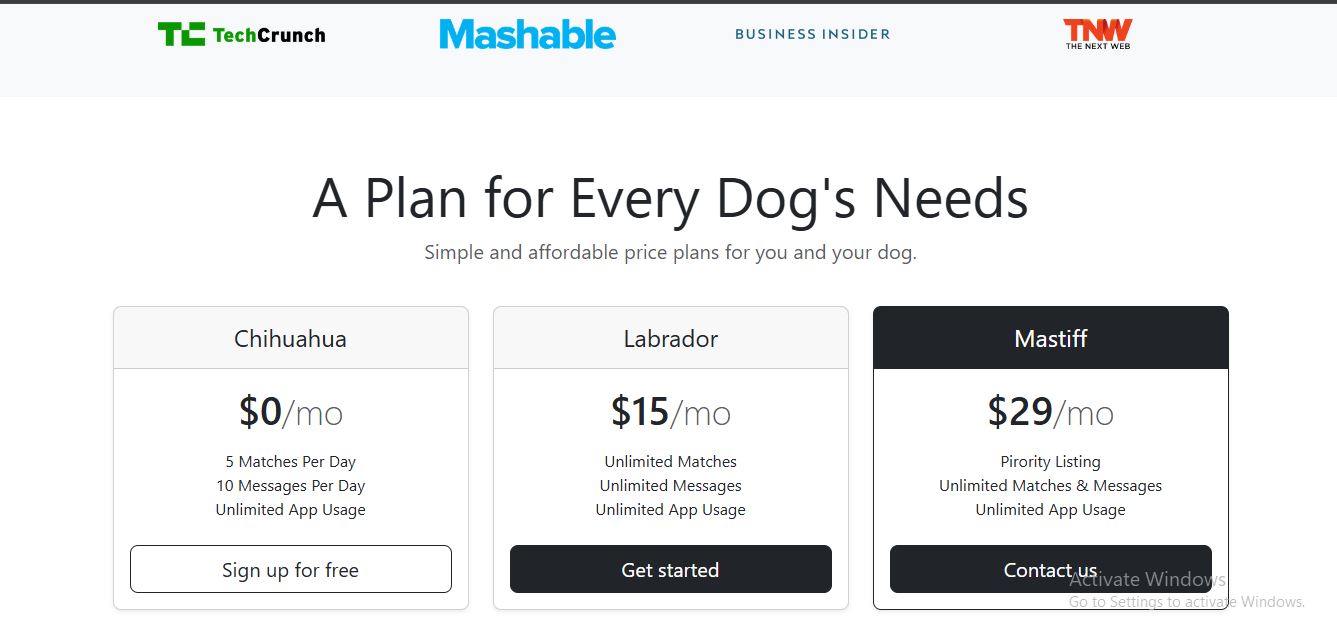 TC TechCrunch
Mashable
BUSINESS INSIDER
TNW
THE NEXT WEB
A Plan for Every Dog's Needs
Simple and affordable price plans for you and your dog.
Chihuahua
$0/mo
5 Matches Per Day
10 Messages Per Day
Unlimited App Usage
Sign up for free
Labrador
$15/mo
Unlimited Matches
Unlimited Messages
Unlimited App Usage
Get started
Mastiff
$29/mo
Pirority Listing
Unlimited Matches & Messages
Unlimited App Usage
Contact us
Activate Windows
Go to Settings to activate Windows.